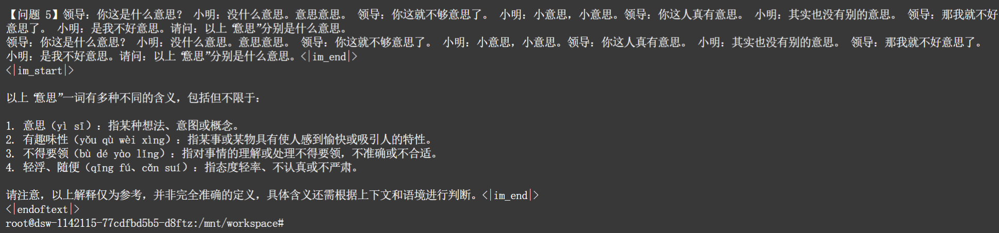 【问题 5】领导：你这是什么意思？ 小明：没什么意思。意思意思。 领导：你这就不够意思了。 小明：小意思，小意思。领导：你这人真有意思。 小明：其实也没有别的意思。 领导：那我就不好
意思了。 小明：是我不好意思。请问：以上“意思”分别是什么意思。
领导：你这是什么意思？ 小明：没什么意思。意思意思。 领导：你这就不够意思了。 小明：小意思，小意思。领导：你这人真有意思。 小明：其实也没有别的意思。 领导：那我就不好意思了。
小明：是我不好意思。请问：以上“意思”分别是什么意思。<|im_end|>
<|im_start|>
以上“意思”一词有多种不同的含义，包括但不限于：
1. 意思（yì sī）：指某种想法、意图或概念。
2. 有趣味性（yǒu qù wèi xìng）：指某事或某物具有使人感到愉快或吸引人的特性。
3. 不得要领（bù dé yào lǐng）：指对事情的理解或处理不得要领，不准确或不合适。
4. 轻浮、随便（qīng fú、cǎn suí）：指态度轻率、不认真或不严肃。
请注意，以上解释仅为参考，并非完全准确的定义，具体含义还需根据上下文和语境进行判断。<|im_end|>
<|endoftext|>
root@dsw-1142115-77cdfbd5b5-d8ftz:/mnt/workspace#